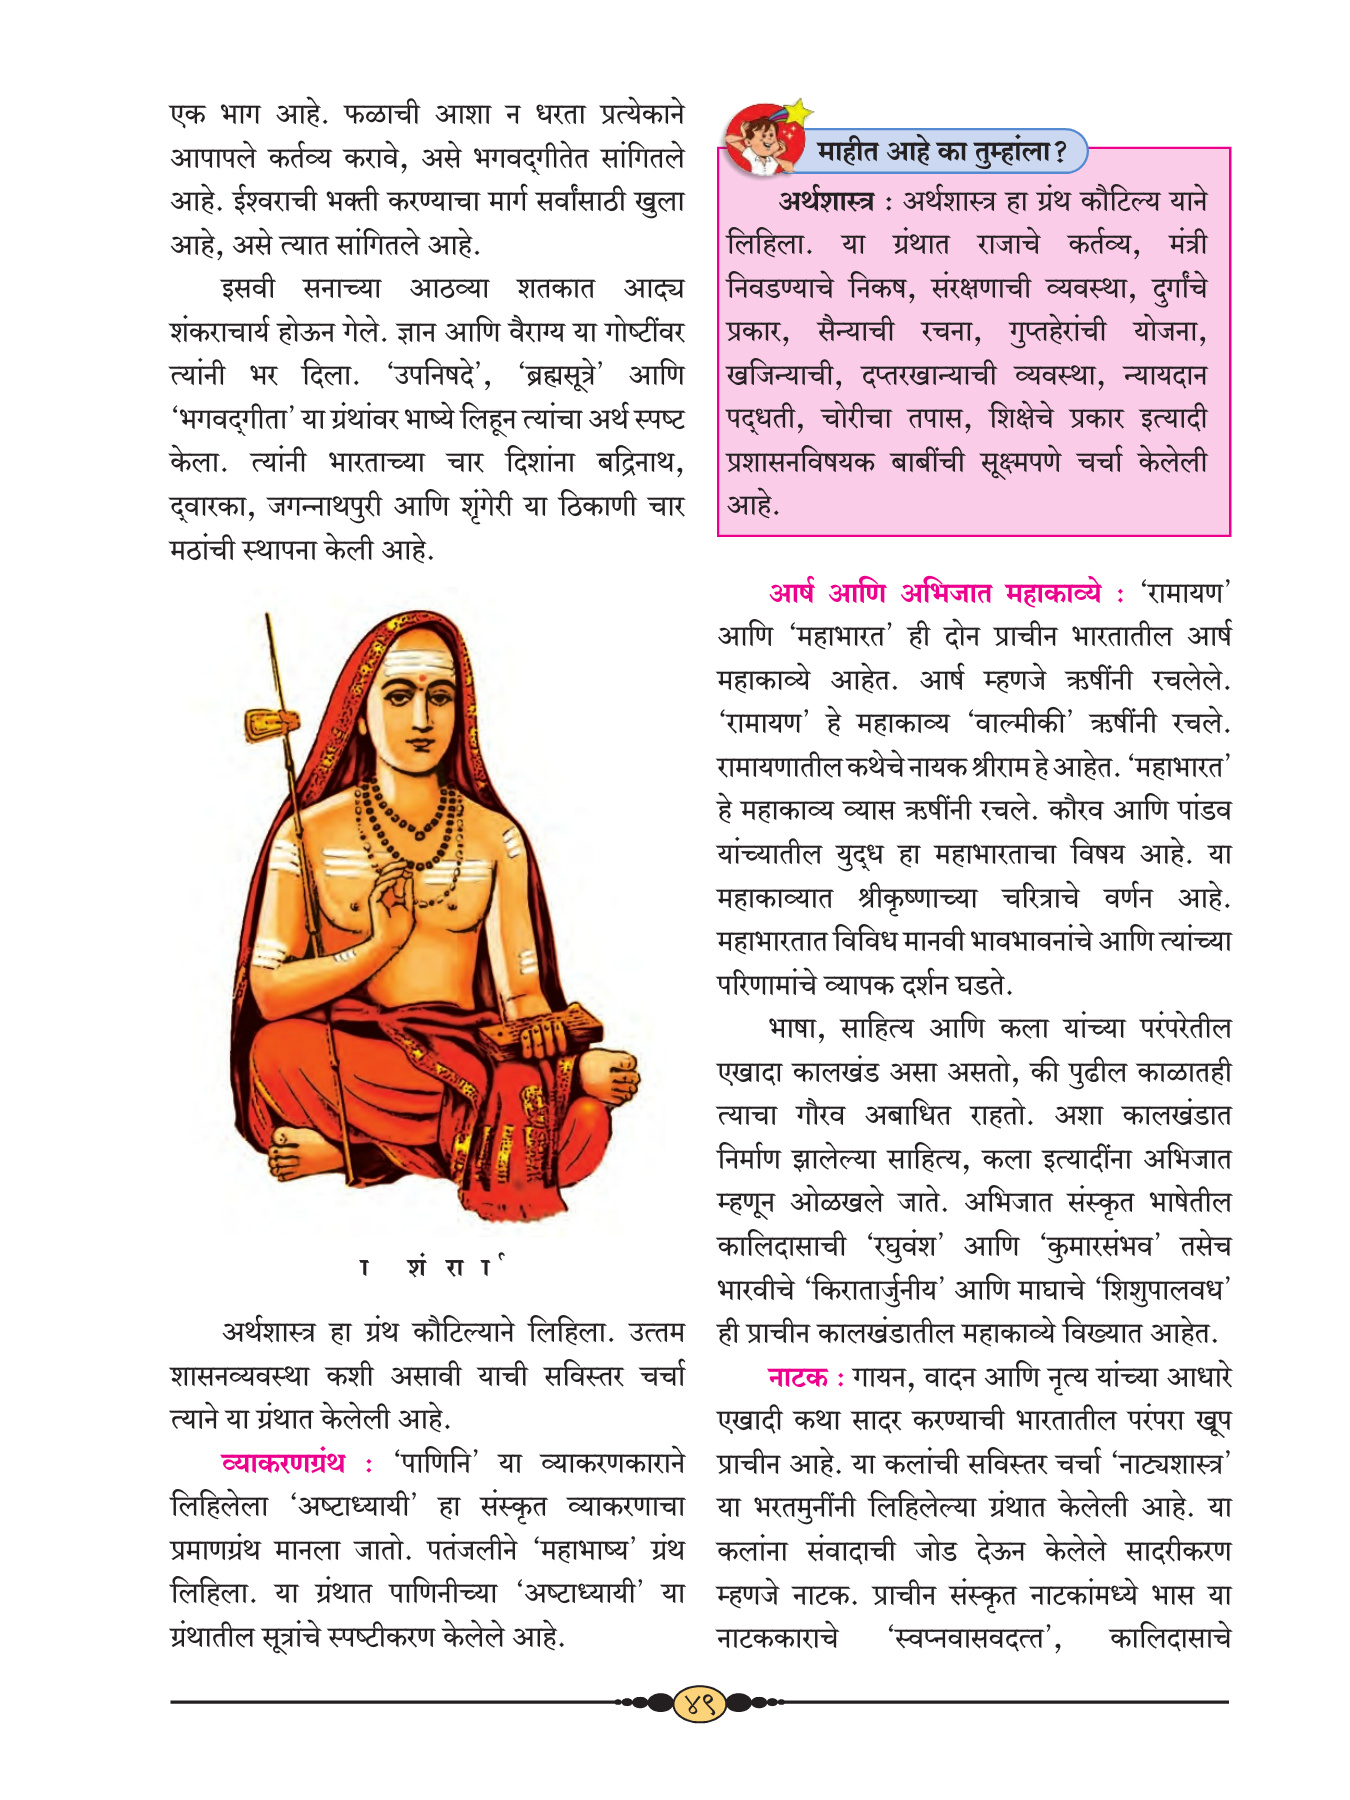 एक भाग आहे. फळाची आशा न धरता प्रत्येकाने
आपापले कर्तव्य करावे, असे भगवद्‌गीतेत सांगितले
आहे. ईश्वराची भक्ती करण्याचा मार्ग सर्वांसाठी खुला
आहे, असे त्यात सांगितले आहे.
इसवी सनाच्या आठव्या शतकात आद्य
शंकराचार्य होऊन गेले. ज्ञान आणि वैराग्य या गोष्टींवर
त्यांनी भर दिला. ‘उपनिषदे’, ‘ब्रह्मसूत्रे’ आणि
‘भगवद्‌गीता’ या ग्रंथांवर भाष्ये लिहून त्यांचा अर्थ स्पष्ट
केला. त्यांनी भारताच्या चार दिशांना बद्रिनाथ,
द्‌वारका, जगन्नाथपुरी आणि शृंगेरी या ठिकाणी चार
मठांची स्थापना केली आहे.
अर्थशास्त्र हा ग्रंथ कौटिल्याने लिहिला. उत्तम
शासनव्यवस्था कशी असावी याची सविस्तर चर्चा
त्याने या ग्रंथात केलेली आहे.
व्याकरणग्रंथ : ‘पाणिनि’ या व्याकरणकाराने
लिहिलेला ‘अष्टाध्यायी’ हा संस्कृत व्याकरणाचा
प्रमाणग्रंथ मानला जातो. पतंजलीने ‘महाभाष्य’ ग्रंथ
लिहिला. या ग्रंथात पाणिनीच्या ‘अष्टाध्यायी’ या
ग्रंथातील सूत्रांचे स्पष्टीकरण केलेले आहे.
माहीत आहे का तुम्हांला?
अर्थशास्त्र : अर्थशास्त्र हा ग्रंथ कौटिल्य याने
लिहिला. या ग्रंथात राजाचे कर्तव्य, मंत्री
निवडण्याचे निकष, संरक्षणाची व्यवस्था, दुर्गांचे
प्रकार, सैन्याची रचना, गुप्तहेरांची योजना,
खजिन्याची, दप्तरखान्याची व्यवस्था, न्यायदान
पद्‌धती, चोरीचा तपास, शिक्षेचे प्रकार इत्यादी
प्रशासनविषयक बाबींची सूक्ष्मपणे चर्चा केलेली
आहे.
आर्ष आणि अभिजात महाकाव्ये : ‘रामायण’
आणि ‘महाभारत’ ही दोन प्राचीन भारतातील आर्ष
महाकाव्ये आहेत. आर्ष म्हणजे ऋषींनी रचलेले.
‘रामायण’ हे महाकाव्य ‘वाल्मीकी’ ऋषींनी रचले.
रामायणातील कथेचे नायक श्रीराम हे आहेत. ‘महाभारत’
हे महाकाव्य व्यास ऋषींनी रचले. कौरव आणि पांडव
यांच्यातील युद्‌ध हा महाभारताचा विषय आहे. या
महाकाव्यात श्रीकृष्णाच्या चरित्राचे वर्णन आहे.
महाभारतात विविध मानवी भावभावनांचे आणि त्यांच्या
परिणामांचे व्यापक दर्शन घडते.
भाषा, साहित्य आणि कला यांच्या परंपरेतील
एखादा कालखंड असा असतो, की पुढील काळातही
त्याचा गौरव अबाधित राहतो. अशा कालखंडात
निर्माण झालेल्या साहित्य, कला इत्यादींना अभिजात
म्हणून ओळखले जाते. अभिजात संस्कृत भाषेतील
कालिदासाची ‘रघुवंश’ आणि ‘कुमारसंभव’ तसेच
भारवीचे ‘किरातार्जुनीय’ आणि माघाचे ‘शिशुपालवध’
ही प्राचीन कालखंडातील महाकाव्ये विख्यात आहेत.
नाटक : गायन, वादन आणि नृत्य यांच्या आधारे
एखादी कथा सादर करण्याची भारतातील परंपरा खूप
प्राचीन आहे. या कलांची सविस्तर चर्चा ‘नाट्यशास्त्र’
या भरतमुनींनी लिहिलेल्या ग्रंथात केलेली आहे. या
कलांना संवादाची जोड देऊन केलेले सादरीकरण
म्हणजे नाटक. प्राचीन संस्कृत नाटकांमध्ये भास या
नाटककाराचे ‘स्वप्नवासवदत्त’, कालिदासाचे
४९